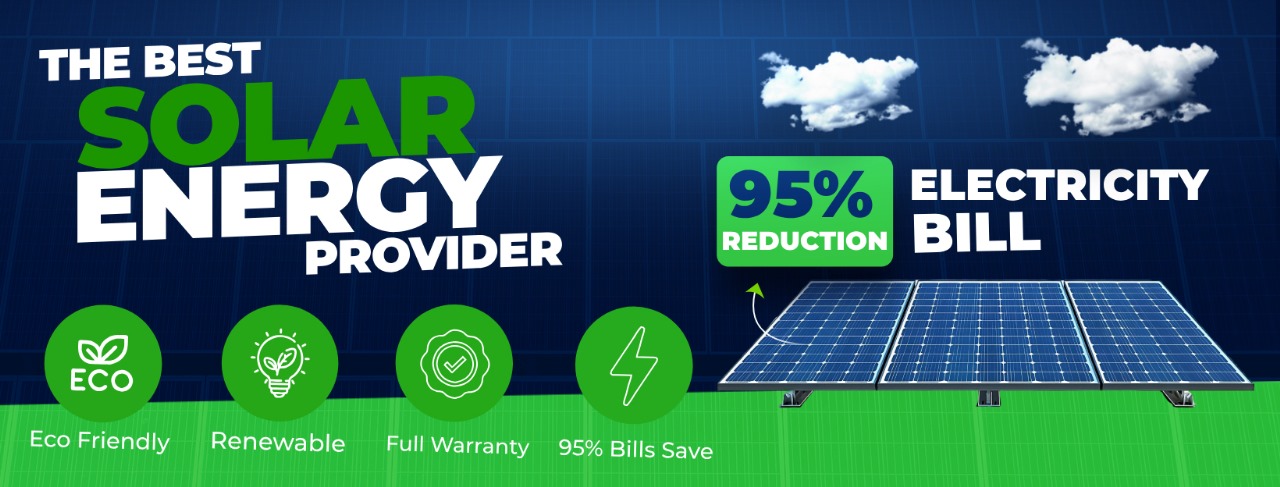 THE BEST
SOLAR
ENERGY
PROVIDER
95%
REDUCTION
ELECTRICITY
BILL
ECO
Eco Friendly
Renewable
Full Warranty
95% Bills Save